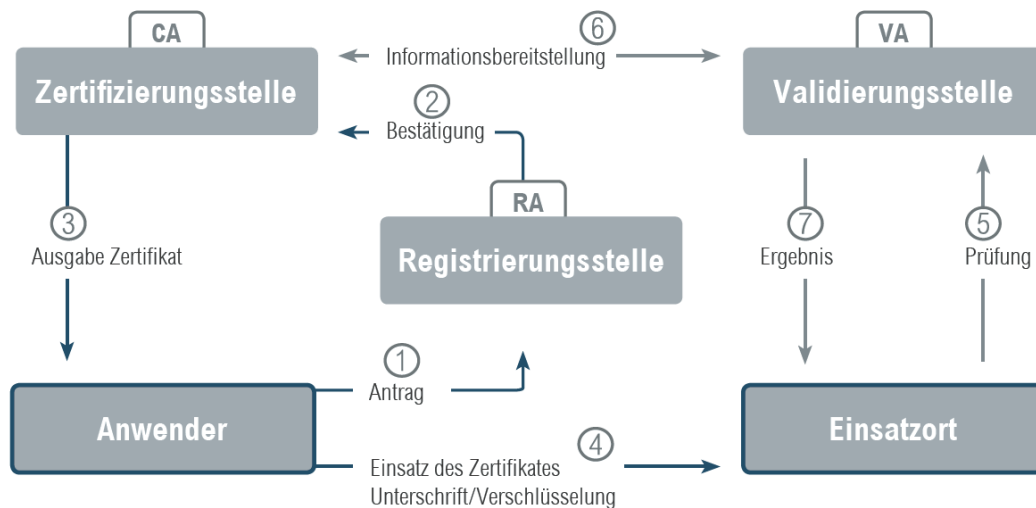 CA
⑥
VA
Zertifizierungsstelle
Informationsbereitstellung
Validierungsstelle
②
Bestätigung
RA
③
Ausgabe Zertifikat
Registrierungsstelle
⑦
Ergebnis
⑤
Prüfung
①
Antrag
Anwender
Einsatzort
④
Einsatz des Zertifikates
Unterschrift/Verschlüsselung